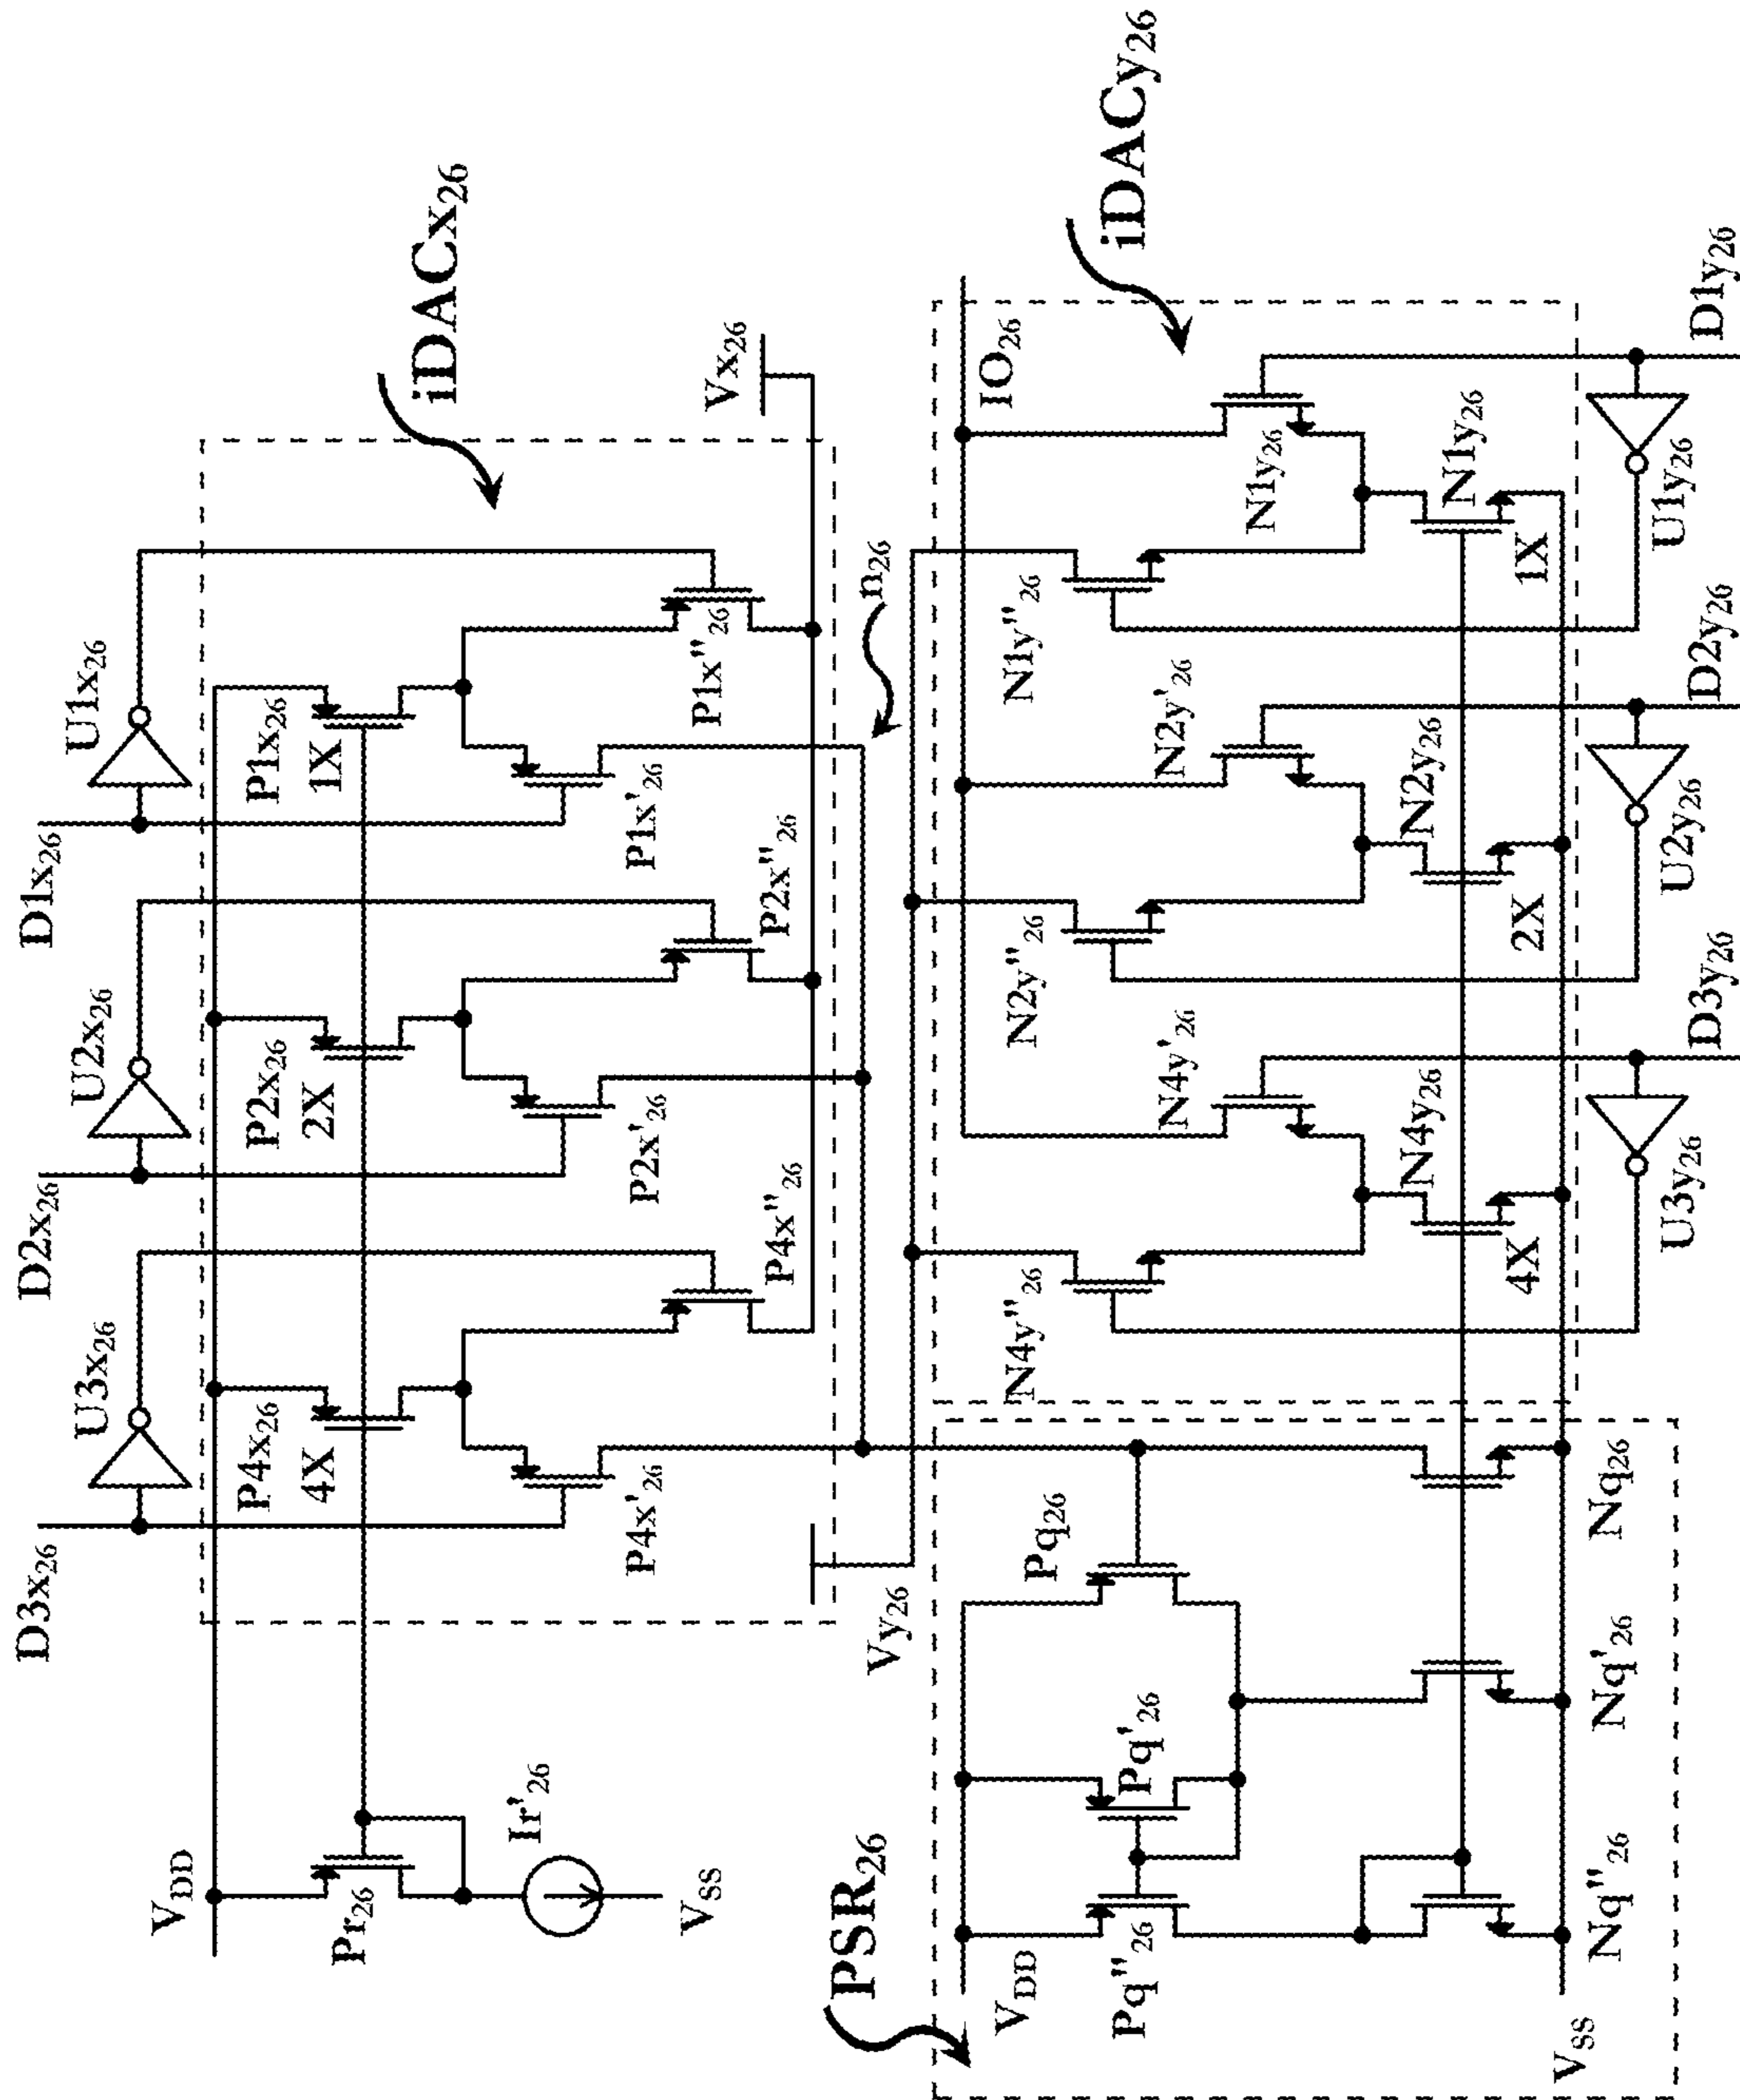 D3x26
D2x26
D1x26
U3x26
U2x26
U1x26
iDACx26
VDD
Pr26
Ir'26
VSS
P4x26
4X
P2x26
2X
P1x26
1X
P4x'26
P4x''26
P2x'26
P2x''26
P1x'26
P1x''26
Vx26
Vy26
n26
PSR26
iDACy26
IO26
VDD
Pq''26
Pq'26
Pq26
N4y''26
N4y'26
N2y''26
N2y'26
N1y''26
N1y26
N4y26
4X
N2y26
2X
N1y26
1X
VSS
Nq''26
Nq'26
Nq26
U3y26
U2y26
U1y26
D3y26
D2y26
D1y26